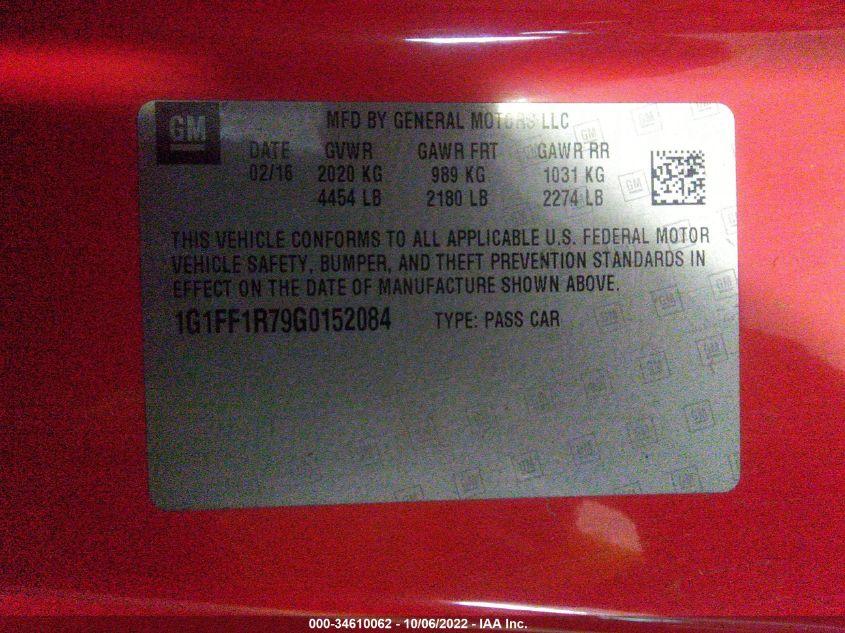 GM
MFD BY GENERAL MOTORS LLC
DATE GVWR GAWR FRT GAWR RR
02/16 2020 KG 989 KG 1031 KG
4454 LB 2180 LB 2274 LB
THIS VEHICLE CONFORMS TO ALL APPLICABLE U.S. FEDERAL MOTOR
VEHICLE SAFETY, BUMPER, AND THEFT PREVENTION STANDARDS IN
EFFECT ON THE DATE OF MANUFACTURE SHOWN ABOVE.
1G1FF1R79G0152084 TYPE: PASS CAR
000-34610062 - 10/06/2022 - IAA Inc.